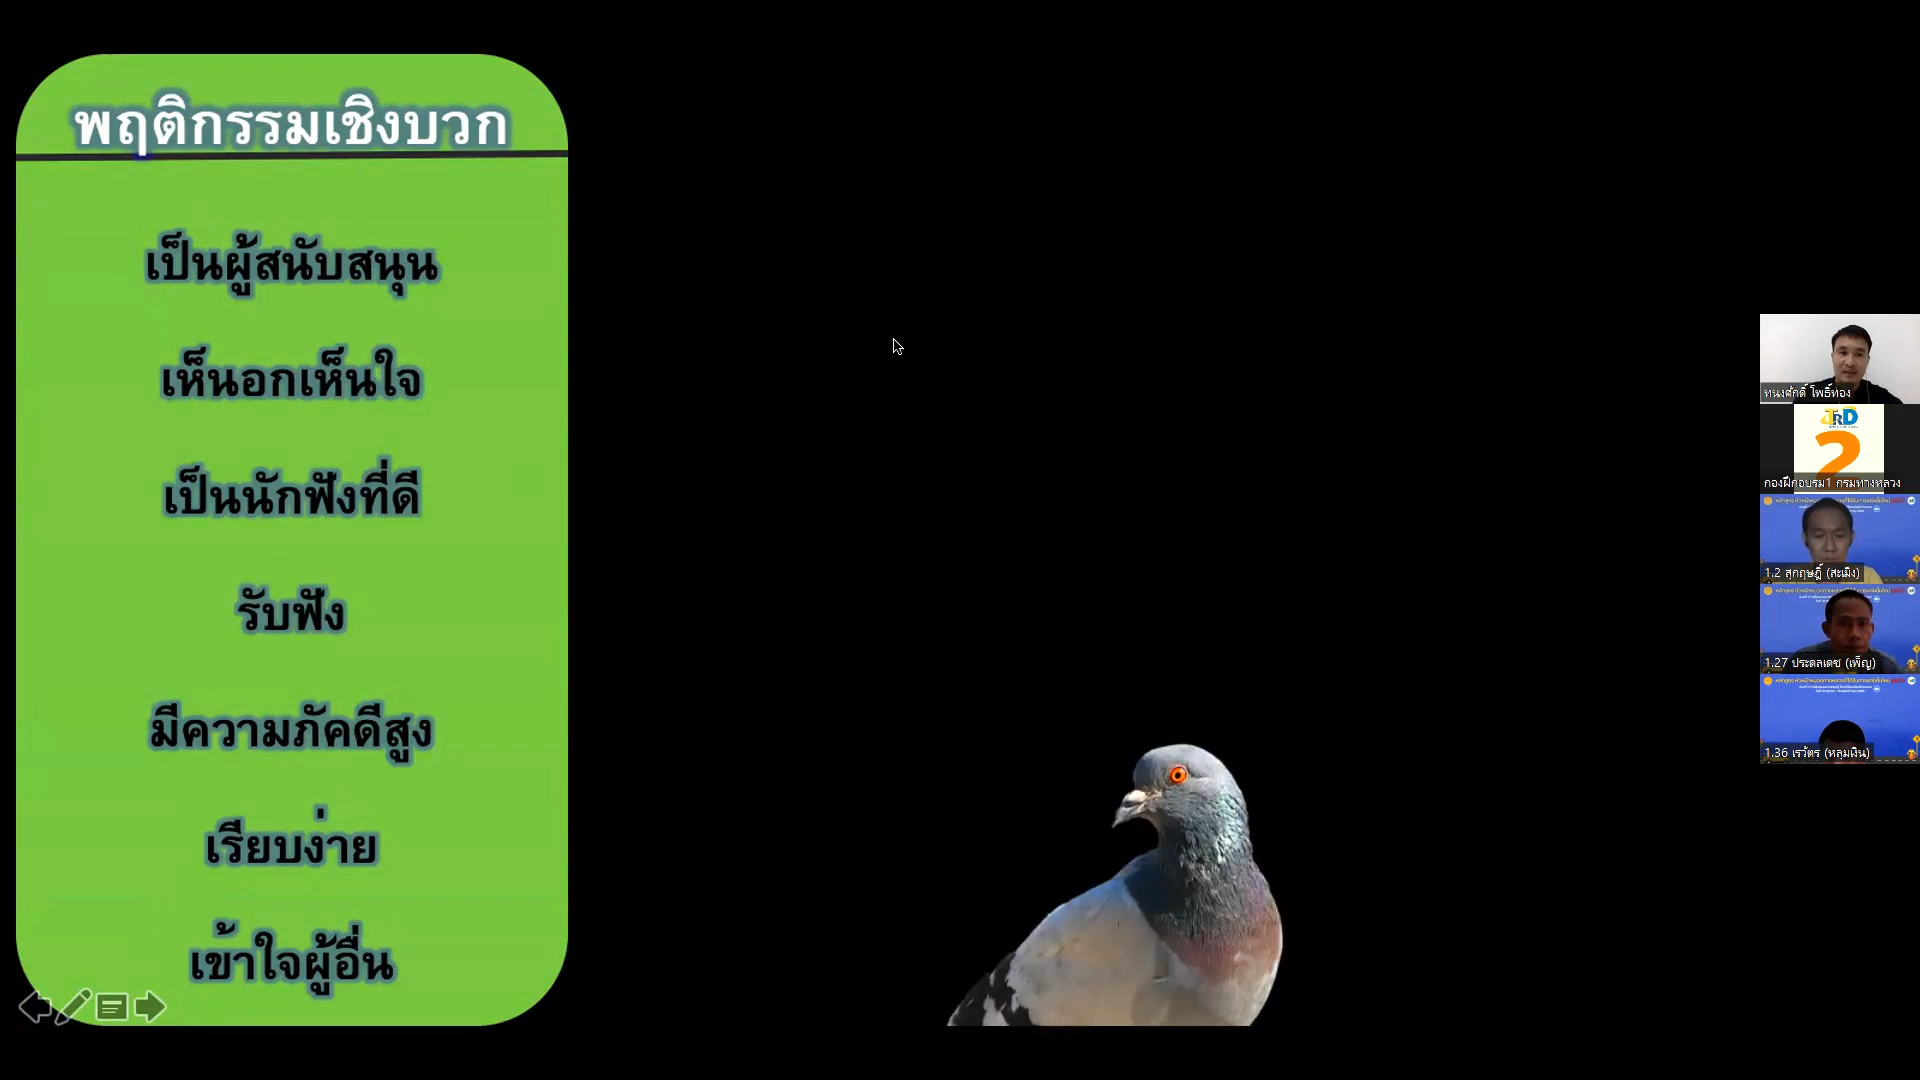 พฤติกรรมเชิงบวก
เป็นผู้สนับสนุน
เห็นอกเห็นใจ
เป็นนักฟังที่ดี
รับฟัง
มีความภักดีสูง
เรียบง่าย
เข้าใจผู้อื่น
ทนงศักดิ์ โพธิ์ทอง
TRD
2
กองฝึกอบรม1 กรมทางหลวง
1.2 สุกฤษฎิ์ (สะเมิง)
1.27 ประดลเดช (เพ็ญ)
1.36 เรวัตร (หลุมเงิน)